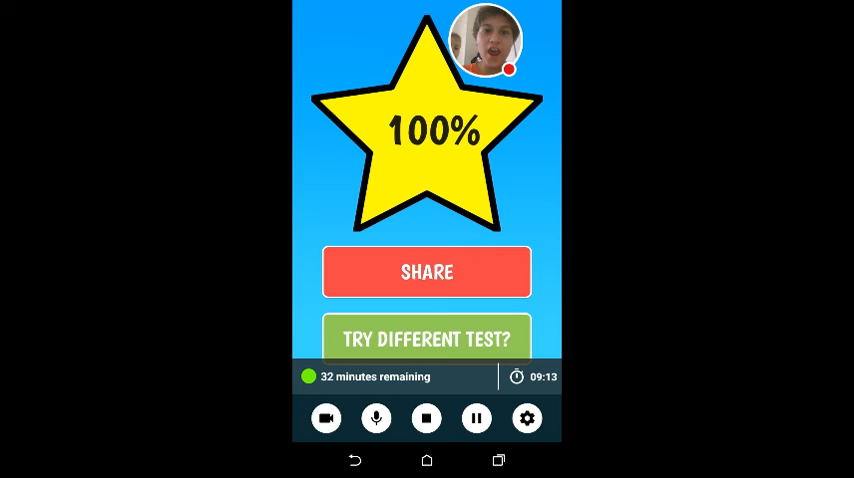 100%
SHARE
TRY DIFFERENT TEST?
32 minutes remaining
09:13